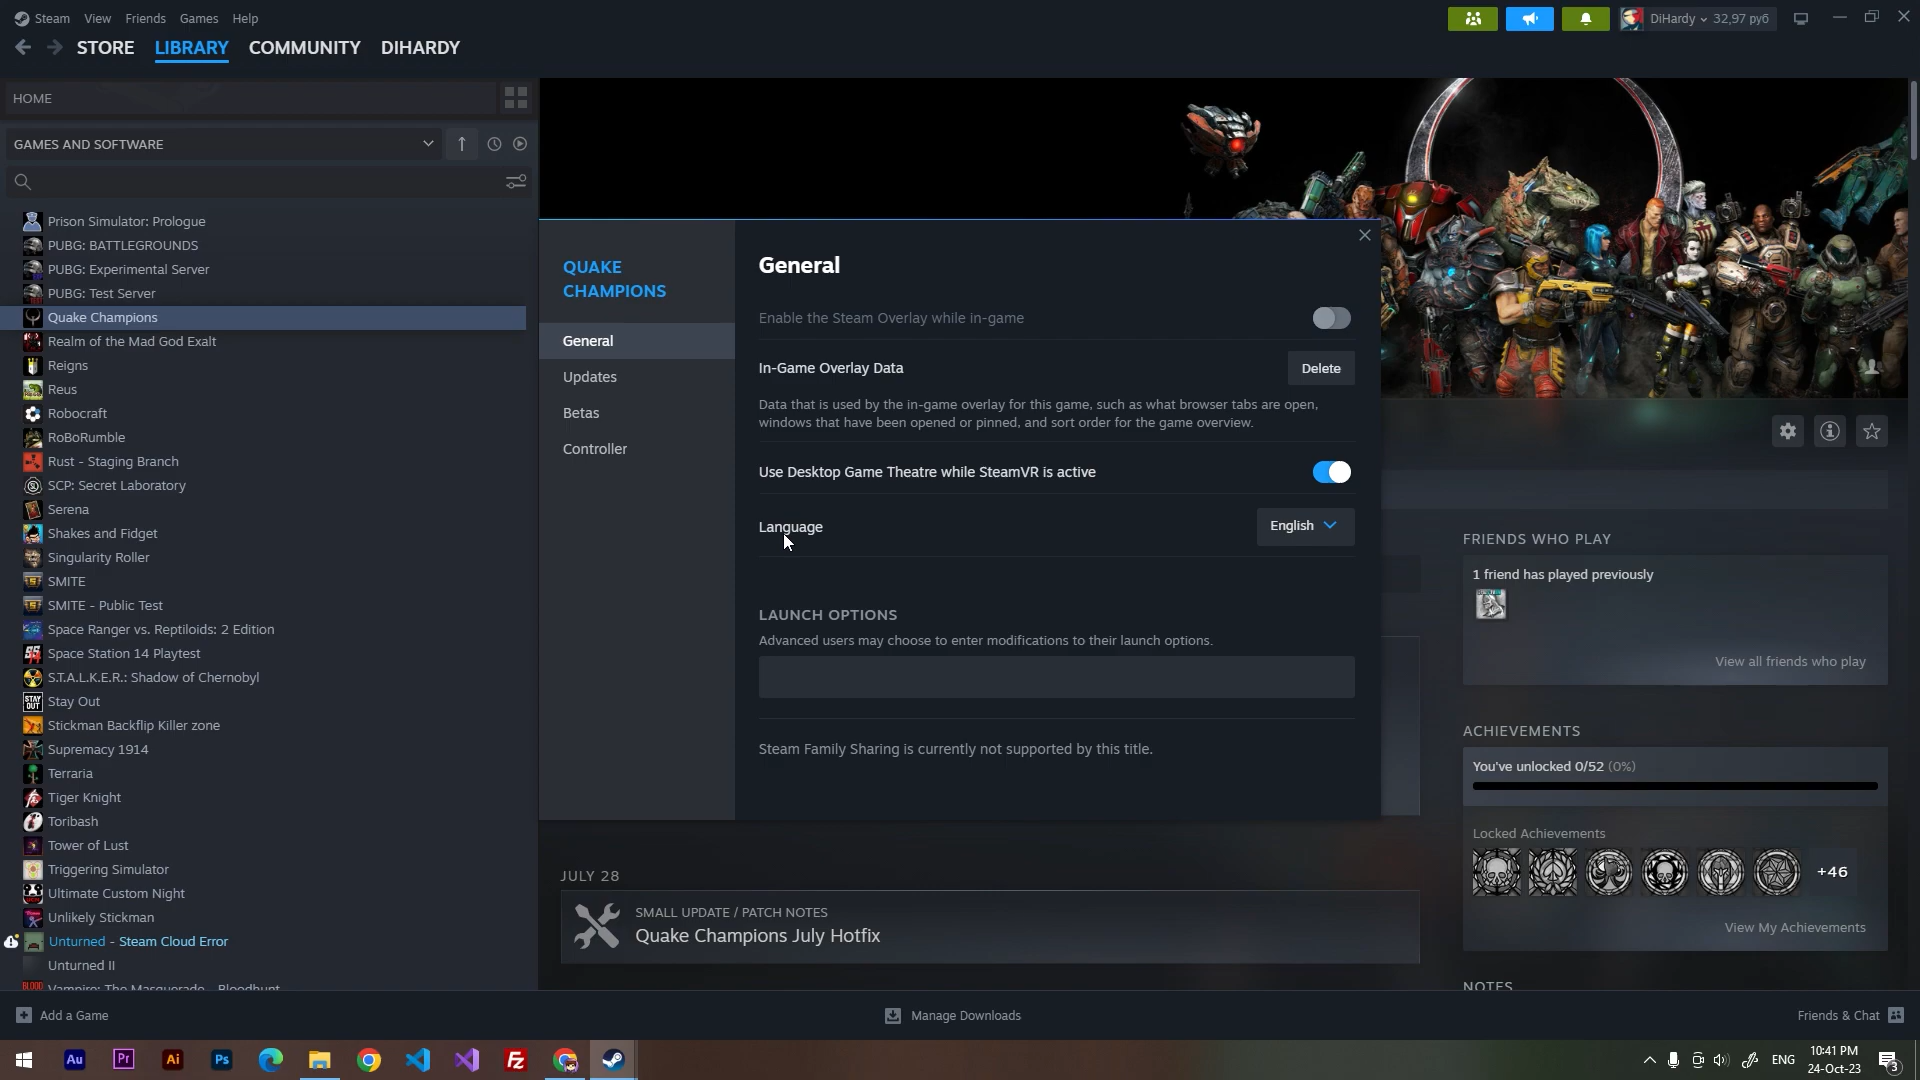 Steam View Friends Games Help
DiHardy 32,97 руб
STORE LIBRARY COMMUNITY DIHARDY
HOME
GAMES AND SOFTWARE
Prison Simulator: Prologue
PUBG: BATTLEGROUNDS
PUBG: Experimental Server
PUBG: Test Server
Quake Champions
Realm of the Mad God Exalt
Reigns
Reus
Robocraft
RoBoRumble
Rust - Staging Branch
SCP: Secret Laboratory
Serena
Shakes and Fidget
Singularity Roller
SMITE
SMITE - Public Test
Space Ranger vs. Reptiloids: 2 Edition
Space Station 14 Playtest
S.T.A.L.K.E.R.: Shadow of Chernobyl
Stay Out
Stickman Backflip Killer zone
Supremacy 1914
Terraria
Tiger Knight
Toribash
Tower of Lust
Triggering Simulator
Ultimate Custom Night
Unlikely Stickman
Unturned - Steam Cloud Error
Unturned II
Vampire: The Masquerade - Bloodhunt
QUAKE
CHAMPIONS
General
Updates
Betas
Controller
General
Enable the Steam Overlay while in-game
In-Game Overlay Data
Delete
Data that is used by the in-game overlay for this game, such as what browser tabs are open,
windows that have been opened or pinned, and sort order for the game overview.
Use Desktop Game Theatre while SteamVR is active
Language
English
LAUNCH OPTIONS
Advanced users may choose to enter modifications to their launch options.
Steam Family Sharing is currently not supported by this title.
JULY 28
SMALL UPDATE / PATCH NOTES
Quake Champions July Hotfix
FRIENDS WHO PLAY
1 friend has played previously
View all friends who play
ACHIEVEMENTS
You've unlocked 0/52 (0%)
Locked Achievements
+46
View My Achievements
NOTES
Add a Game
Manage Downloads
Friends & Chat
Au Pr Ai Ps Fz
ENG
10:41 PM
24-Oct-23
3